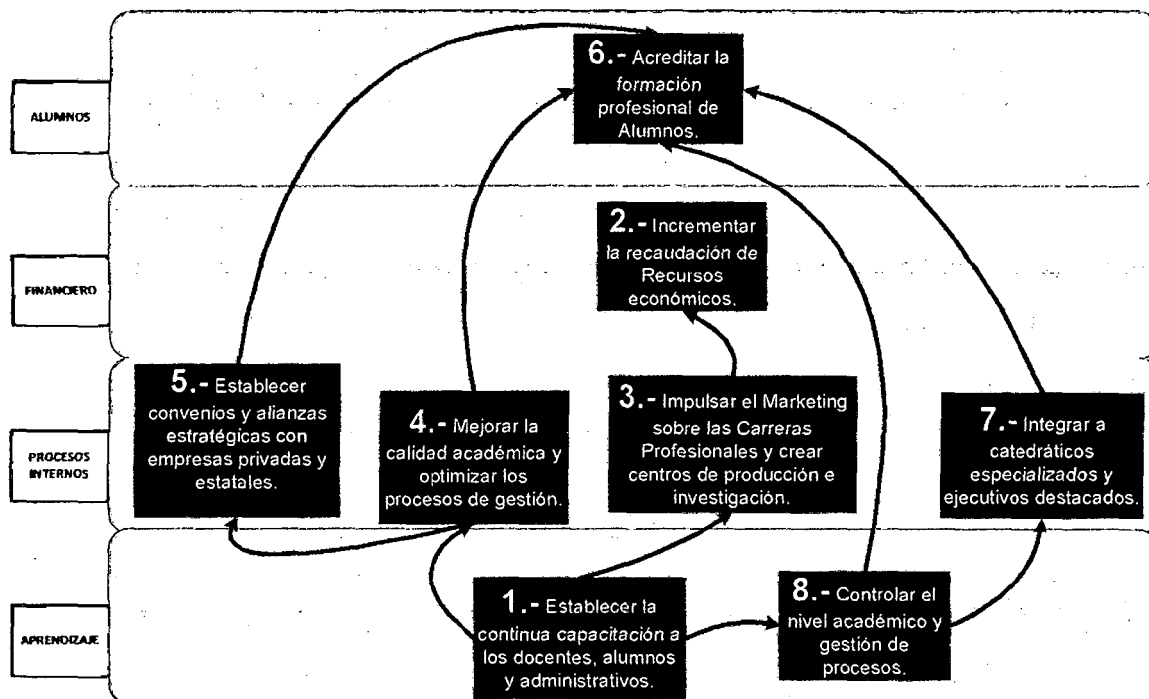 ALUMNOS
6.- Acreditar la
formación
profesional de
Alumnos.
FINANCIERO
2.- Incrementar
la recaudación de
Recursos
económicos.
PROCESOS
INTERNOS
5.- Establecer
convenios y alianzas
estratégicas con
empresas privadas y
estatales.
4.- Mejorar la
calidad académica y
optimizar los
procesos de gestión.
3.- Impulsar el Marketing
sobre las Carreras
Profesionales y crear
centros de producción e
investigación.
7.- Integrar a
catedráticos
especializados y
ejecutivos destacados.
APRENDIZAJE
1.- Establecer la
continua capacitación a
los docentes, alumnos
y administrativos.
8.- Controlar el
nivel académico y
gestión de
procesos.